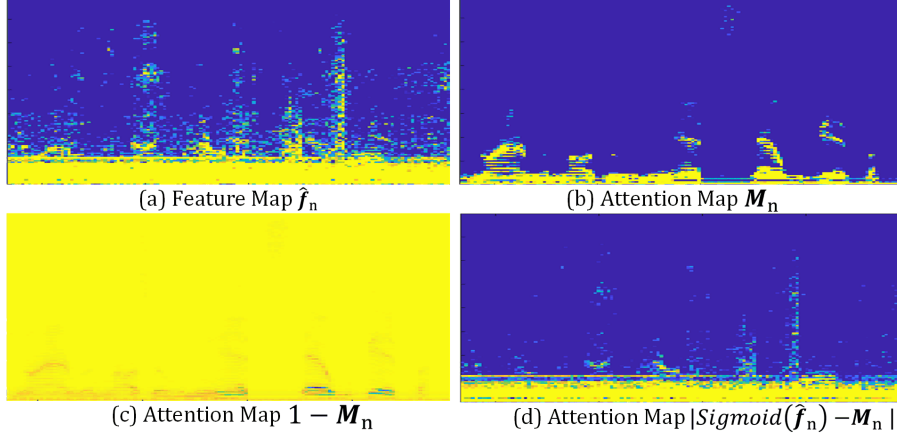 (a) Feature Map f̂ₙ
(b) Attention Map Mₙ
(c) Attention Map 1 − Mₙ
(d) Attention Map |Sigmoid(f̂ₙ) − Mₙ |